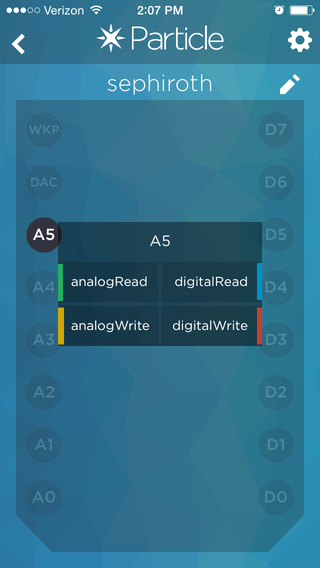 Verizon 2:07 PM
Particle
sephiroth
WKP D7
DAC D6
A5 D5
A5
A4 analogRead digitalRead D4
A3 analogWrite digitalWrite D3
A2 D2
A1 D1
A0 D0